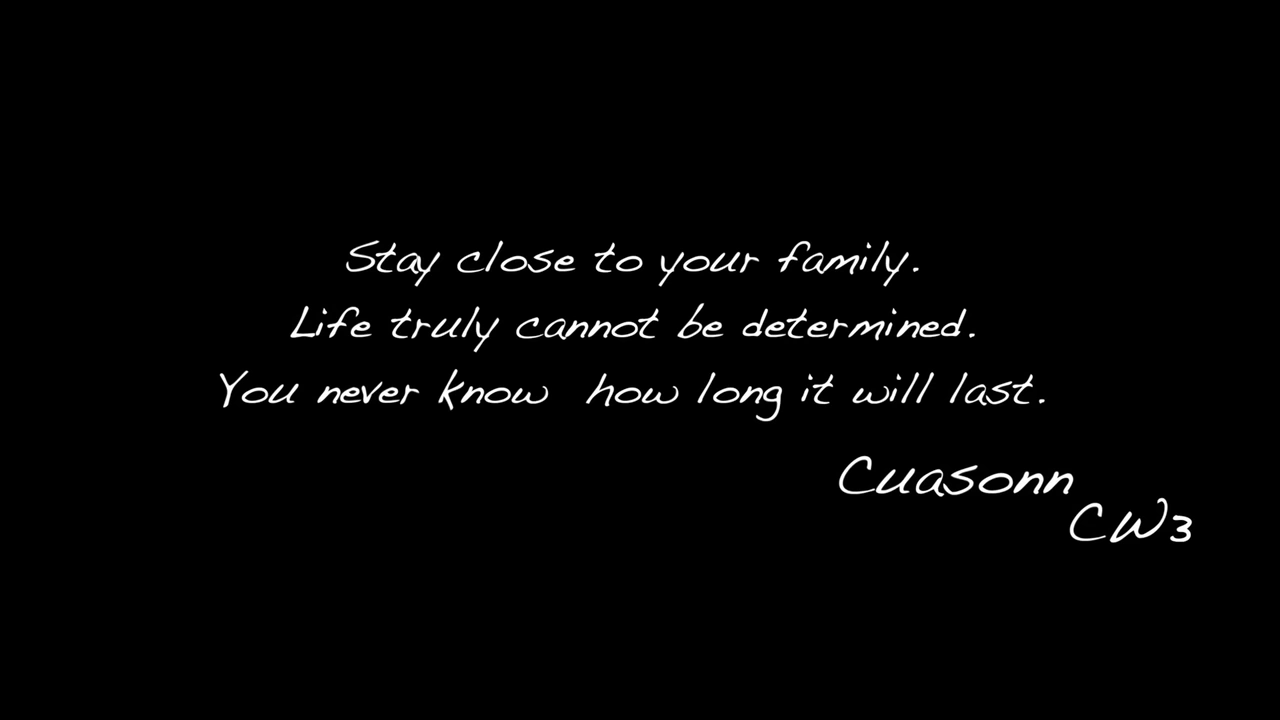 Stay close to your family.
Life truly cannot be determined.
You never know how long it will last.
Cuasonn
CW3